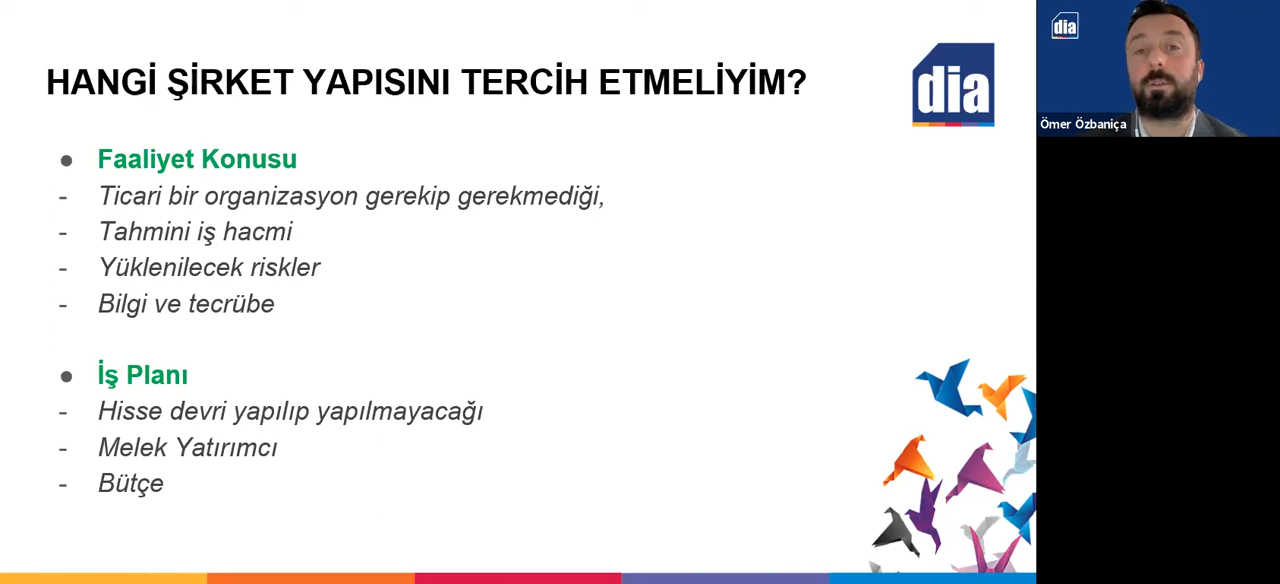 HANGİ ŞİRKET YAPISINI TERCİH ETMELİYİM?
dia
● Faaliyet Konusu
- Ticari bir organizasyon gerekip gerekmediği,
- Tahmini iş hacmi
- Yüklenilecek riskler
- Bilgi ve tecrübe
● İş Planı
- Hisse devri yapılıp yapılmayacağı
- Melek Yatırımcı
- Bütçe
dia
Ömer Özbaniça